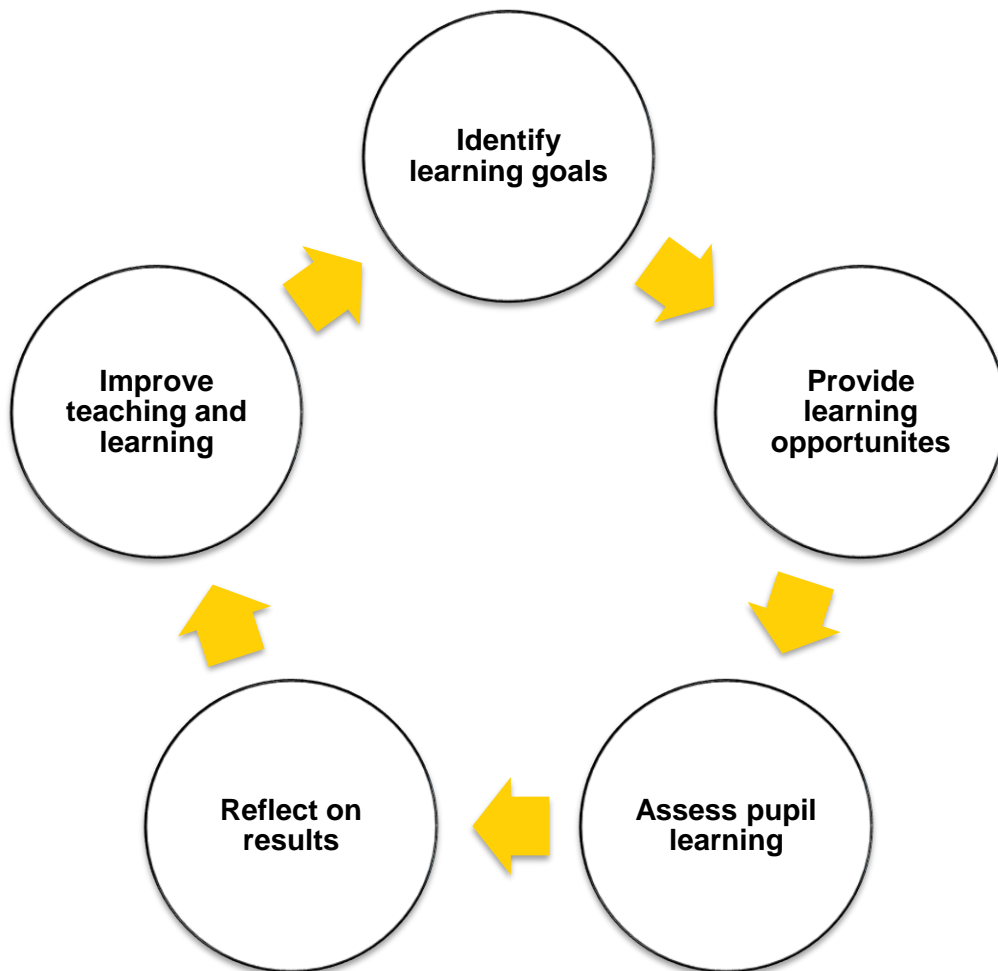 Identify
learning goals
Provide
learning
opportunites
Assess pupil
learning
Reflect on
results
Improve
teaching and
learning